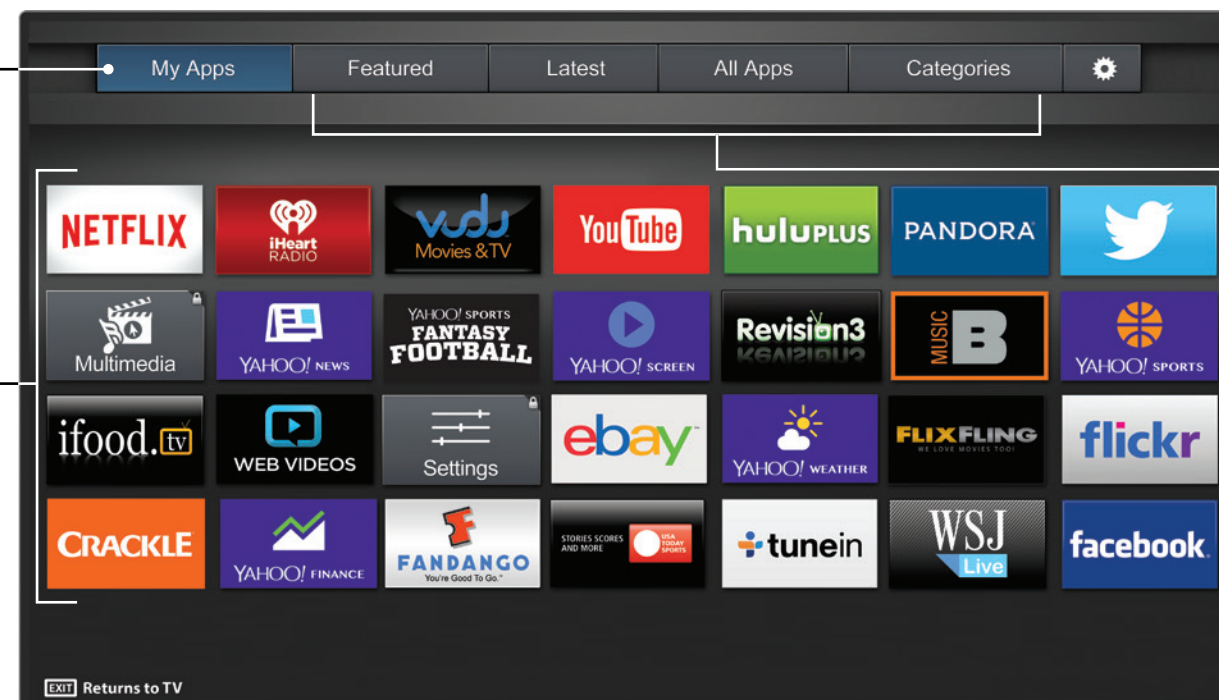 My Apps Featured Latest All Apps Categories
NETFLIX
iHeart
RADIO
vudu
Movies & TV
YouTube
huluPLUS
PANDORA
Multimedia
YAHOO! NEWS
YAHOO! SPORTS
FANTASY
FOOTBALL
YAHOO! SCREEN
Revision3
MUSIC
B
YAHOO! SPORTS
ifood.tv
WEB VIDEOS
Settings
ebay™
YAHOO! WEATHER
FLIXFLING
WE LOVE MOVIES TOO!
flickr
CRACKLE
YAHOO! FINANCE
FANDANGO
You're Good To Go.™
STORIES SCORES
AND MORE
USA
TODAY
SPORTS
tunein
WSJ
Live
facebook
EXIT Returns to TV